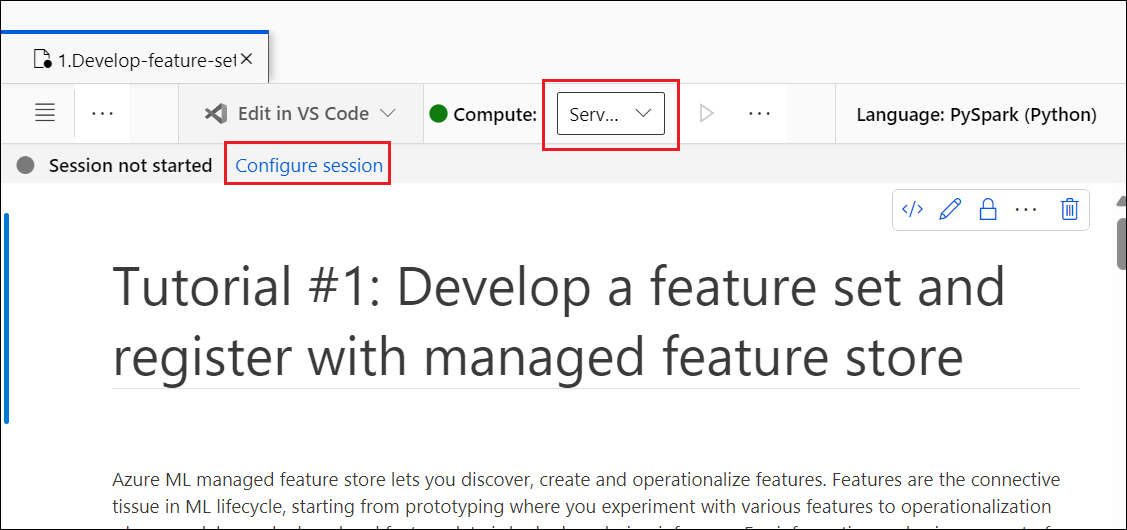 1.Develop-feature-set
Edit in VS Code
Compute:
Serv...
Language: PySpark (Python)
Session not started
Configure session
Tutorial #1: Develop a feature set and
register with managed feature store
Azure ML managed feature store lets you discover, create and operationalize features. Features are the connective
tissue in ML lifecycle, starting from prototyping where you experiment with various features to operationalization